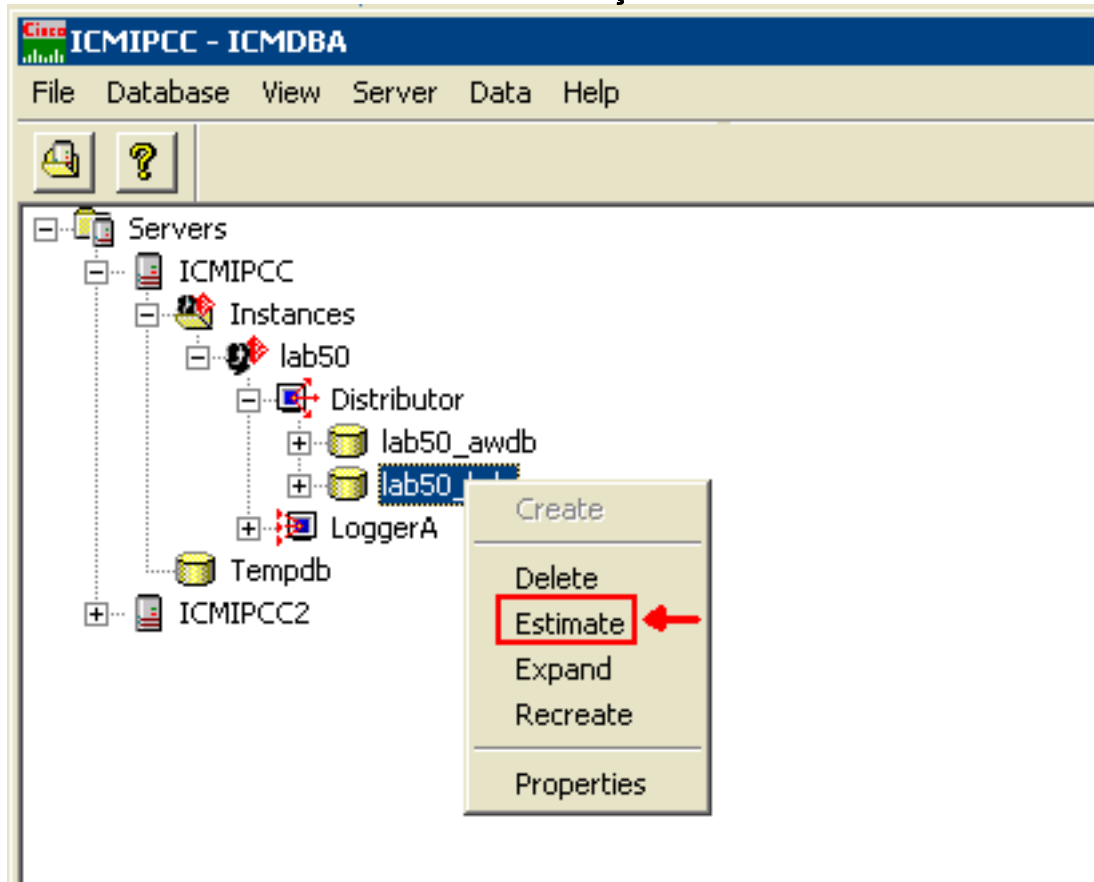 Cisco ICMIPCC - ICMDBA
File Database View Server Data Help
Servers
ICMIPCC
Instances
lab50
Distributor
lab50_awdb
lab50_
LoggerA
Tempdb
ICMIPCC2
Create
Delete
Estimate
Expand
Recreate
Properties